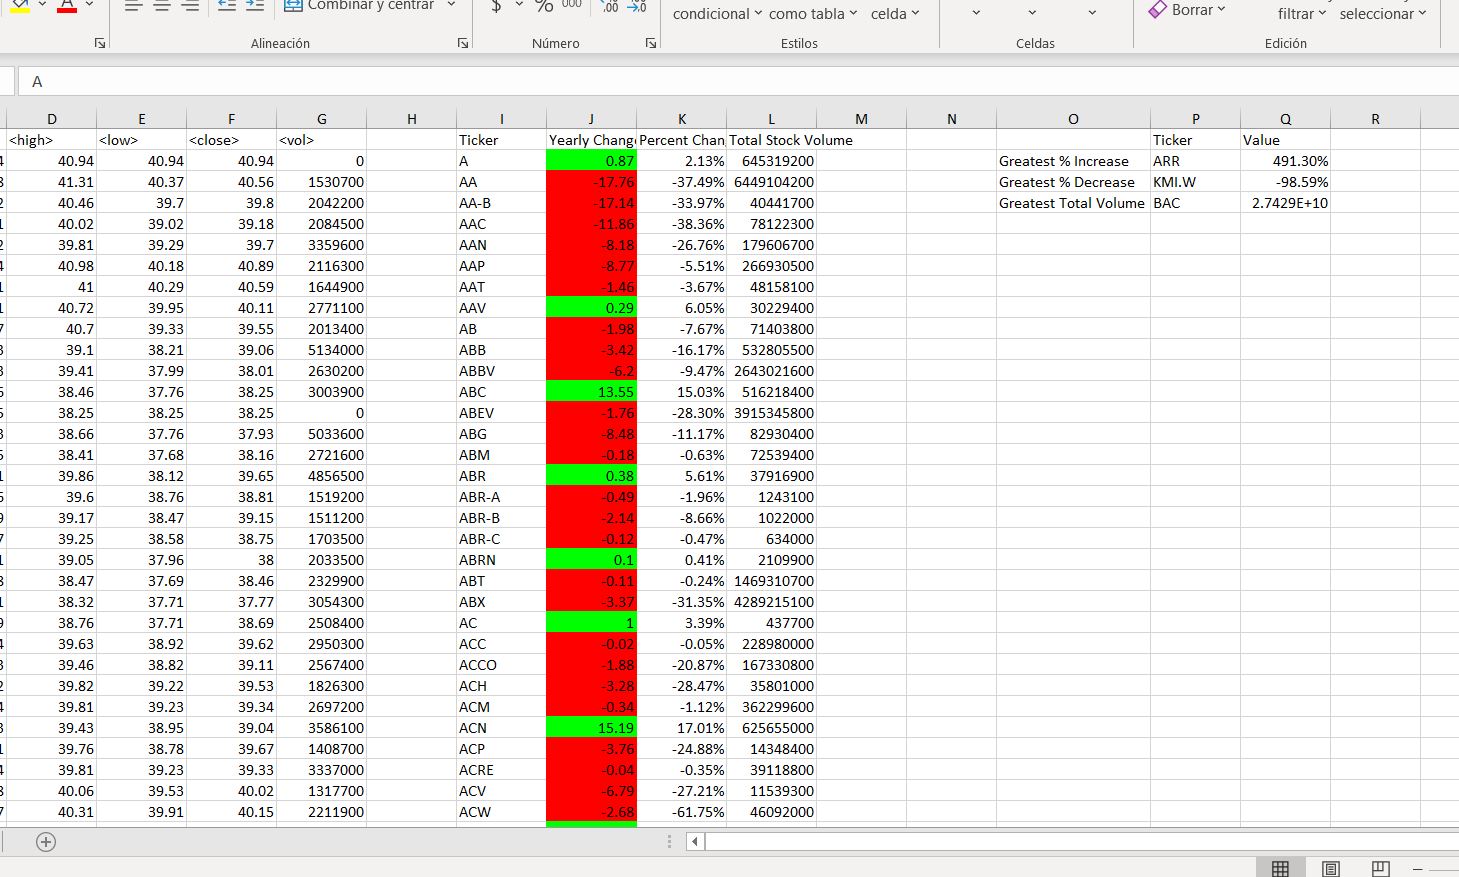 Combinar y centrar $ % 000 ,00 →,0
condicional como tabla celda Borrar filtrar seleccionar
Alineación Número Estilos Celdas Edición
A
D E F G H I J K L M N O P Q R
<high> <low> <close> <vol> Ticker Yearly Change Percent Chan Total Stock Volume Ticker Value
40.94 40.94 40.94 0 A 0.87 2.13% 645319200 Greatest % Increase ARR 491.30%
41.31 40.37 40.56 1530700 AA -17.76 -37.49% 6449104200 Greatest % Decrease KMI.W -98.59%
40.46 39.7 39.8 2042200 AA-B -17.14 -33.97% 40441700 Greatest Total Volume BAC 2.7429E+10
40.02 39.02 39.18 2084500 AAC -11.86 -38.36% 78122300
39.81 39.29 39.7 3359600 AAN -8.18 -26.76% 179606700
40.98 40.18 40.89 2116300 AAP -8.77 -5.51% 266930500
41 40.29 40.59 1644900 AAT -1.46 -3.67% 48158100
40.72 39.95 40.11 2771100 AAV 0.29 6.05% 30229400
40.7 39.33 39.55 2013400 AB -1.98 -7.67% 71403800
39.1 38.21 39.06 5134000 ABB -3.42 -16.17% 532805500
39.41 37.99 38.01 2630200 ABBV -6.2 -9.47% 2643021600
38.46 37.76 38.25 3003900 ABC 13.55 15.03% 516218400
38.25 38.25 38.25 0 ABEV -1.76 -28.30% 3915345800
38.66 37.76 37.93 5033600 ABG -8.48 -11.17% 82930400
38.41 37.68 38.16 2721600 ABM -0.18 -0.63% 72539400
39.86 38.12 39.65 4856500 ABR 0.38 5.61% 37916900
39.6 38.76 38.81 1519200 ABR-A -0.49 -1.96% 1243100
39.17 38.47 39.15 1511200 ABR-B -2.14 -8.66% 1022000
39.25 38.58 38.75 1703500 ABR-C -0.12 -0.47% 634000
39.05 37.96 38 2033500 ABRN 0.1 0.41% 2109900
38.47 37.69 38.46 2329900 ABT -0.11 -0.24% 1469310700
38.32 37.71 37.77 3054300 ABX -3.37 -31.35% 4289215100
38.76 37.71 38.69 2508400 AC 1 3.39% 437700
39.63 38.92 39.62 2950300 ACC -0.02 -0.05% 228980000
39.46 38.82 39.11 2567400 ACCO -1.88 -20.87% 167330800
39.82 39.22 39.53 1826300 ACH -3.28 -28.47% 35801000
39.81 39.23 39.34 2697200 ACM -0.34 -1.12% 362299600
39.43 38.95 39.04 3586100 ACN 15.19 17.01% 625655000
39.76 38.78 39.67 1408700 ACP -3.76 -24.88% 14348400
39.81 39.23 39.33 3337000 ACRE -0.04 -0.35% 39118800
40.06 39.53 40.02 1317700 ACV -6.79 -27.21% 11539300
40.31 39.91 40.15 2211900 ACW -2.68 -61.75% 46092000